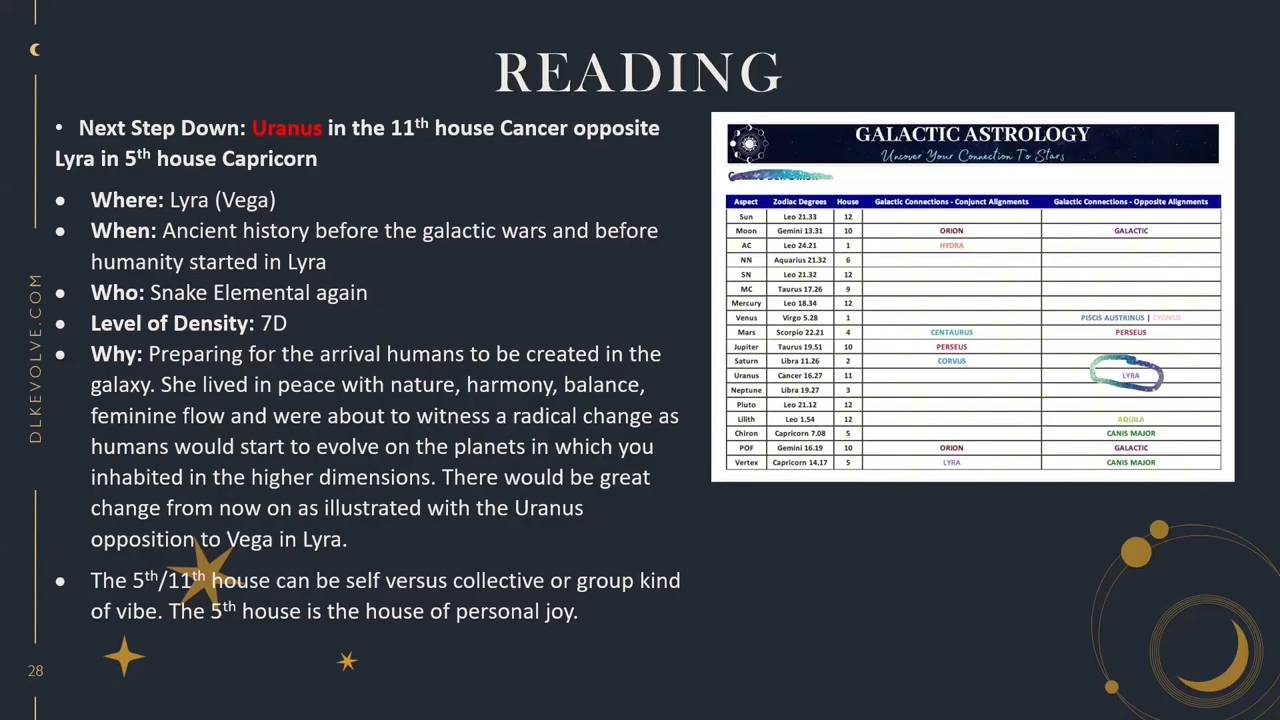 READING
• Next Step Down: Uranus in the 11th house Cancer opposite
Lyra in 5th house Capricorn
• Where: Lyra (Vega)
• When: Ancient history before the galactic wars and before
humanity started in Lyra
• Who: Snake Elemental again
• Level of Density: 7D
• Why: Preparing for the arrival humans to be created in the
galaxy. She lived in peace with nature, harmony, balance,
feminine flow and were about to witness a radical change as
humans would start to evolve on the planets in which you
inhabited in the higher dimensions. There would be great
change from now on as illustrated with the Uranus
opposition to Vega in Lyra.
• The 5th/11th house can be self versus collective or group kind
of vibe. The 5th house is the house of personal joy.
DLKEVOLVE.COM
28
GALACTIC ASTROLOGY
Uncover Your Connection To Stars
Aspect Zodiac Degrees House Galactic Connections - Conjunct Alignments Galactic Connections - Opposite Alignments
Sun Leo 21.33 12
Moon Gemini 13.31 10 ORION GALACTIC
AC Leo 24.21 1 HYDRA
NN Aquarius 21.32 6
SN Leo 21.32 12
MC Taurus 17.26 9
Mercury Leo 18.34 12
Venus Virgo 5.28 1 PISCIS AUSTRINUS | CYGNUS
Mars Scorpio 22.21 4 CENTAURUS PERSEUS
Jupiter Taurus 19.51 10 PERSEUS
Saturn Libra 11.26 2 CORVUS
Uranus Cancer 16.27 11 LYRA
Neptune Libra 19.27 3
Pluto Leo 21.12 12
Lilith Leo 1.54 12 AQUILA
Chiron Capricorn 7.08 5 CANIS MAJOR
POF Gemini 16.19 10 ORION GALACTIC
Vertex Capricorn 14.17 5 LYRA CANIS MAJOR